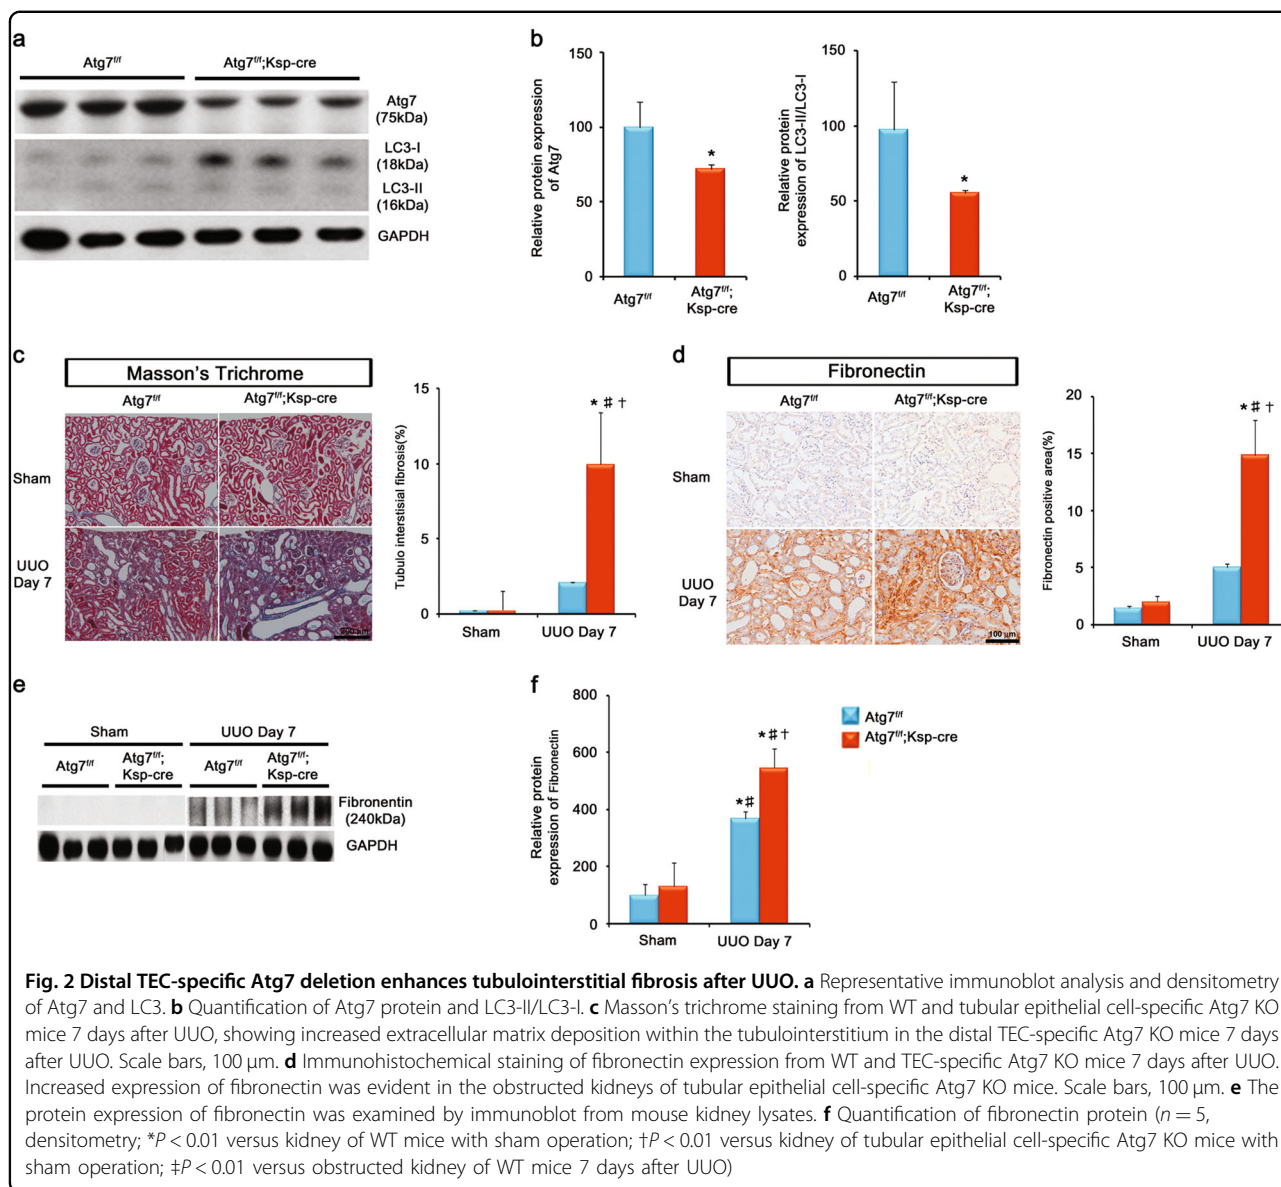 a
Atg7f/f
Atg7f/f;Ksp-cre
Atg7
(75kDa)
LC3-I
(18kDa)
LC3-II
(16kDa)
GAPDH
b
Relative protein expression
of Atg7
150
100
50
0
*
Atg7f/f
Atg7f/f;
Ksp-cre
Relative protein
expression of LC3-II/LC3-I
150
100
50
0
*
Atg7f/f
Atg7f/f;
Ksp-cre
c
Masson's Trichrome
Atg7f/f
Atg7f/f;Ksp-cre
Sham
UUO
Day 7
Tubulo interstisial fibrosis(%)
15
10
5
0
*♯†
Sham
UUO Day 7
d
Fibronectin
Atg7f/f
Atg7f/f;Ksp-cre
Sham
UUO
Day 7
100 μm
Fibronectin positive area(%)
20
15
10
5
0
*♯†
Sham
UUO Day 7
e
Sham
UUO Day 7
Atg7f/f
Atg7f/f;
Ksp-cre
Atg7f/f
Atg7f/f;
Ksp-cre
Fibronentin
(240kDa)
GAPDH
f
Relative protein
expression of Fibronectin
800
600
400
200
0
*♯
*♯†
Sham
UUO Day 7
Atg7f/f
Atg7f/f;Ksp-cre
Fig. 2 Distal TEC-specific Atg7 deletion enhances tubulointerstitial fibrosis after UUO. a Representative immunoblot analysis and densitometry
of Atg7 and LC3. b Quantification of Atg7 protein and LC3-II/LC3-I. c Masson's trichrome staining from WT and tubular epithelial cell-specific Atg7 KO
mice 7 days after UUO, showing increased extracellular matrix deposition within the tubulointerstitium in the distal TEC-specific Atg7 KO mice 7 days
after UUO. Scale bars, 100 μm. d Immunohistochemical staining of fibronectin expression from WT and TEC-specific Atg7 KO mice 7 days after UUO.
Increased expression of fibronectin was evident in the obstructed kidneys of tubular epithelial cell-specific Atg7 KO mice. Scale bars, 100 μm. e The
protein expression of fibronectin was examined by immunoblot from mouse kidney lysates. f Quantification of fibronectin protein (n = 5,
densitometry; *P < 0.01 versus kidney of WT mice with sham operation; †P < 0.01 versus kidney of tubular epithelial cell-specific Atg7 KO mice with
sham operation; ‡P < 0.01 versus obstructed kidney of WT mice 7 days after UUO)